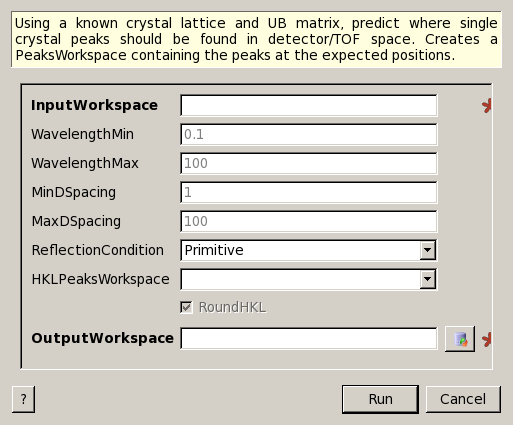 Using a known crystal lattice and UB matrix, predict where single
crystal peaks should be found in detector/TOF space. Creates a
PeaksWorkspace containing the peaks at the expected positions.
InputWorkspace
WavelengthMin 0.1
WavelengthMax 100
MinDSpacing 1
MaxDSpacing 100
ReflectionCondition Primitive
HKLPeaksWorkspace
RoundHKL
OutputWorkspace
? Run Cancel